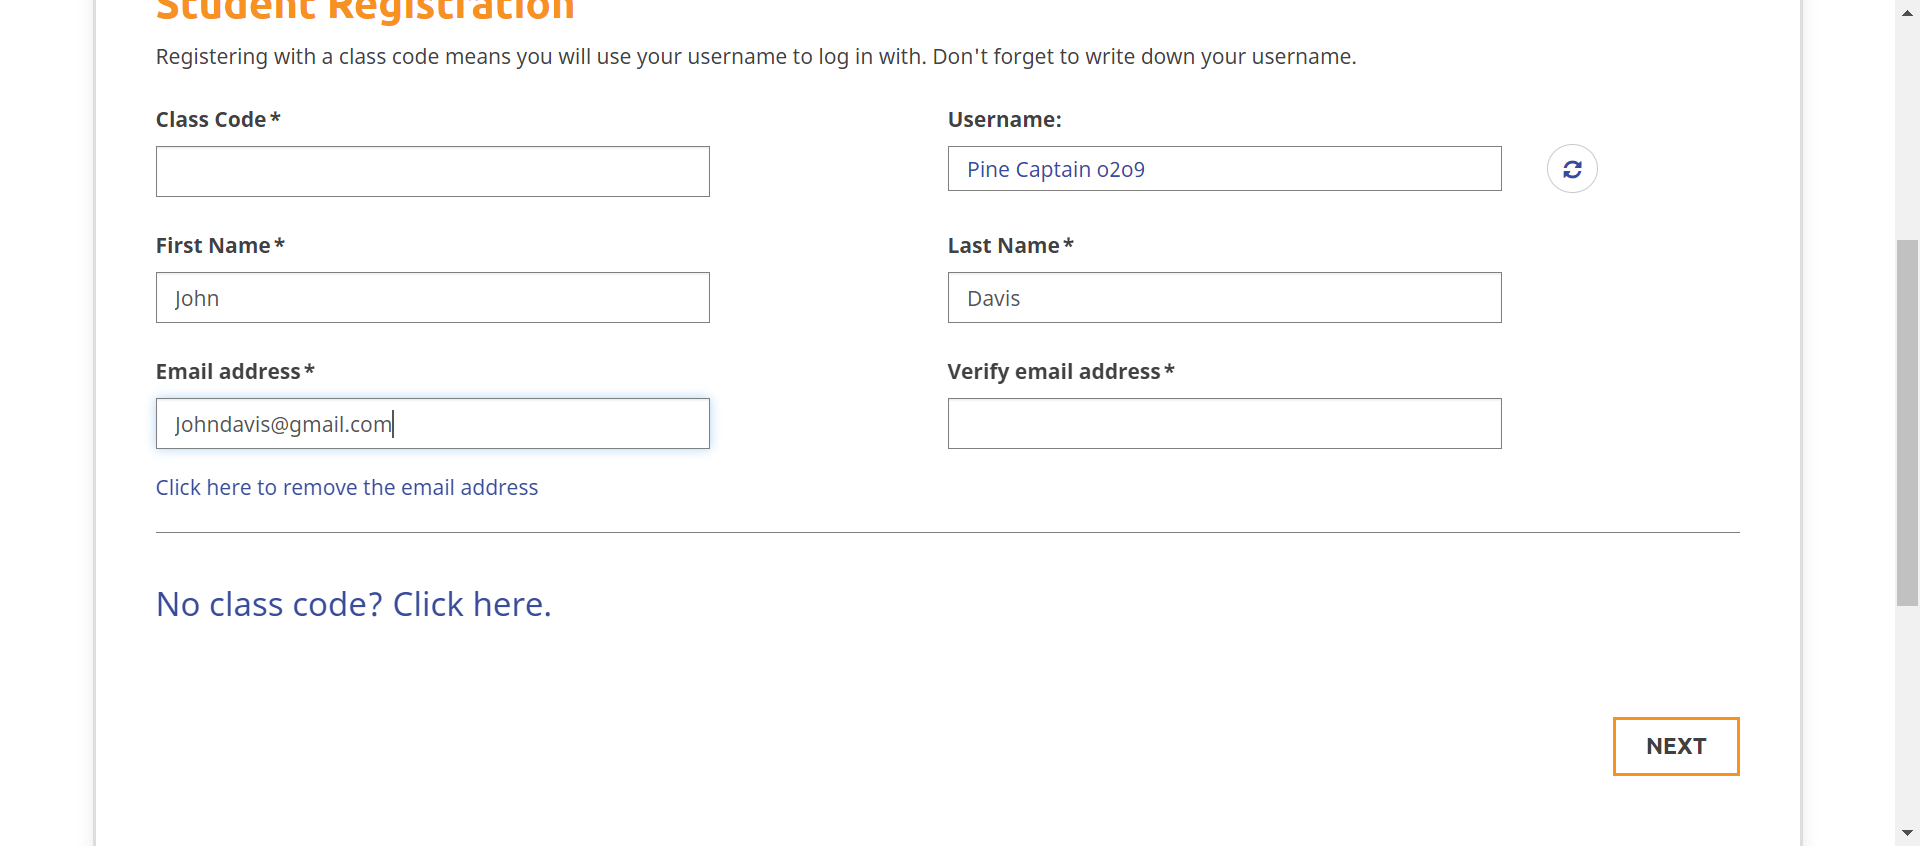 Student Registration
Registering with a class code means you will use your username to log in with. Don't forget to write down your username.
Class Code*
Username:
Pine Captain o2o9
First Name*
Last Name*
John
Davis
Email address*
Verify email address*
Johndavis@gmail.com
Click here to remove the email address
No class code? Click here.
NEXT